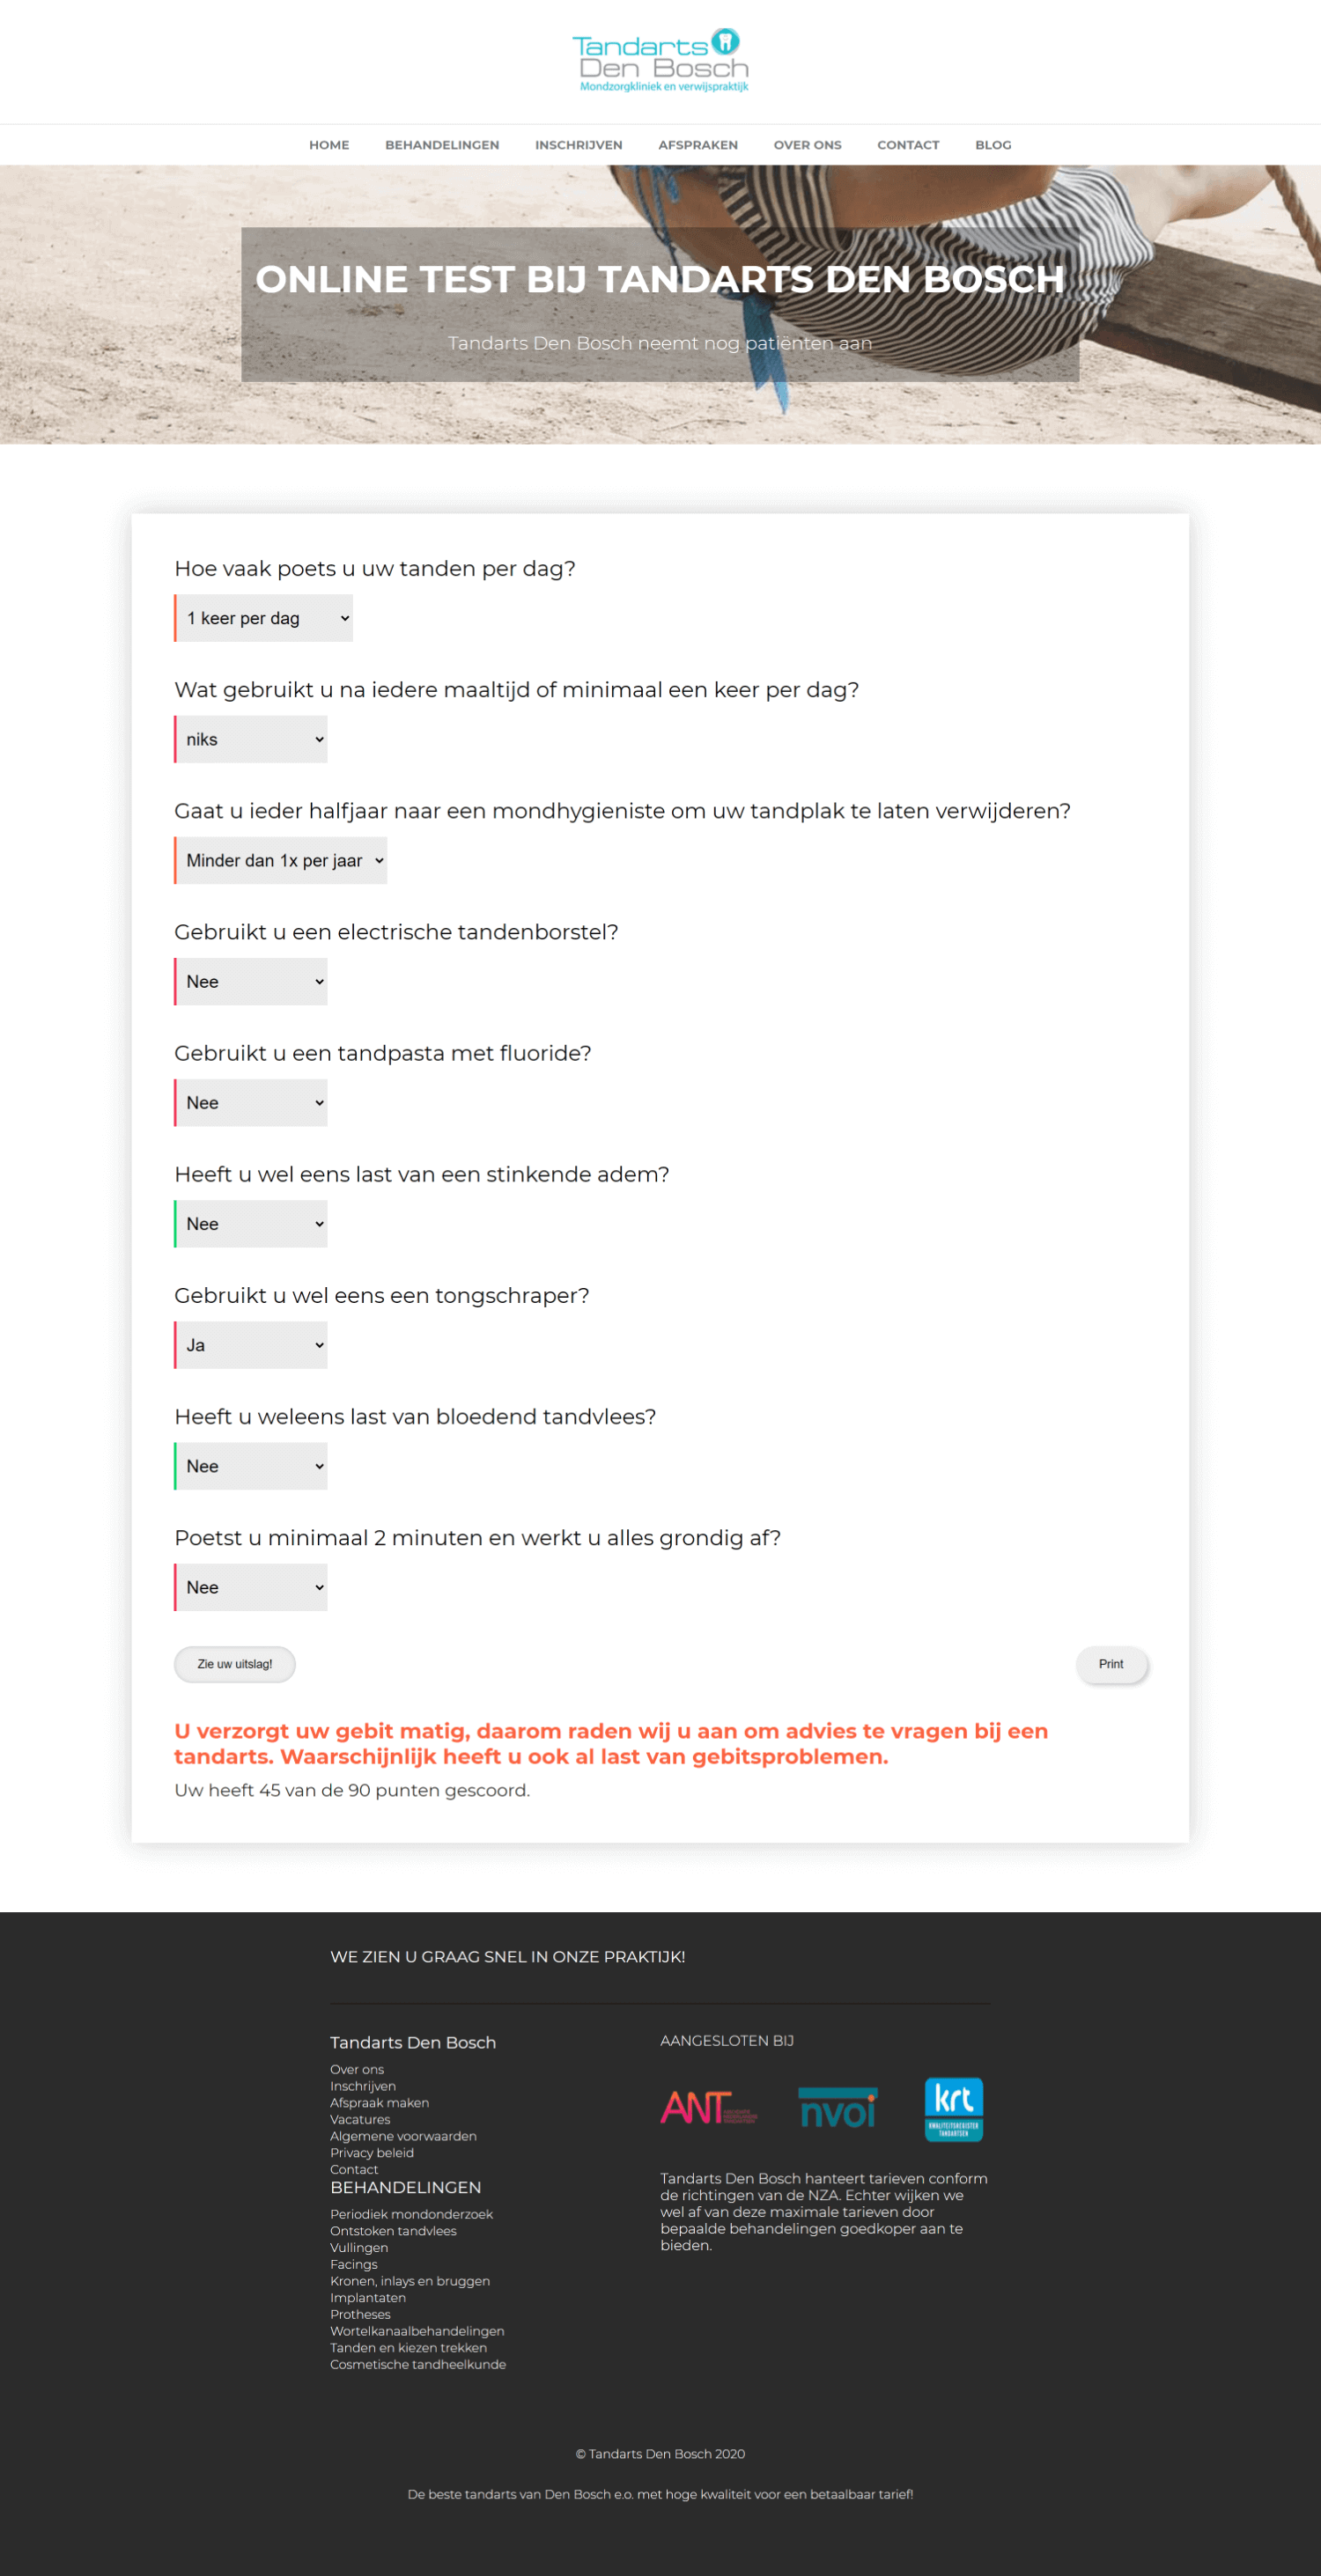 Tandarts
Den Bosch
Mondzorgkliniek en verwijspraktijk
HOME BEHANDELINGEN INSCHRIJVEN AFSPRAKEN OVER ONS CONTACT BLOG
ONLINE TEST BIJ TANDARTS DEN BOSCH
Tandarts Den Bosch neemt nog patiënten aan
Hoe vaak poets u uw tanden per dag?
1 keer per dag
Wat gebruikt u na iedere maaltijd of minimaal een keer per dag?
niks
Gaat u ieder halfjaar naar een mondhygieniste om uw tandplak te laten verwijderen?
Minder dan 1x per jaar
Gebruikt u een electrische tandenborstel?
Nee
Gebruikt u een tandpasta met fluoride?
Nee
Heeft u wel eens last van een stinkende adem?
Nee
Gebruikt u wel eens een tongschraper?
Ja
Heeft u weleens last van bloedend tandvlees?
Nee
Poetst u minimaal 2 minuten en werkt u alles grondig af?
Nee
Zie uw uitslag! Print
U verzorgt uw gebit matig, daarom raden wij u aan om advies te vragen bij een
tandarts. Waarschijnlijk heeft u ook al last van gebitsproblemen.
Uw heeft 45 van de 90 punten gescoord.
WE ZIEN U GRAAG SNEL IN ONZE PRAKTIJK!
Tandarts Den Bosch
Over ons
Inschrijven
Afspraak maken
Vacatures
Algemene voorwaarden
Privacy beleid
Contact
BEHANDELINGEN
Periodiek mondonderzoek
Ontstoken tandvlees
Vullingen
Facings
Kronen, inlays en bruggen
Implantaten
Protheses
Wortelkanaalbehandelingen
Tanden en kiezen trekken
Cosmetische tandheelkunde
AANGESLOTEN BIJ
ANT
nvoi
krt
KWALITEITSREGISTER
TANDARTSEN
Tandarts Den Bosch hanteert tarieven conform
de richtingen van de NZA. Echter wijken we
wel af van deze maximale tarieven door
bepaalde behandelingen goedkoper aan te
bieden.
© Tandarts Den Bosch 2020
De beste tandarts van Den Bosch e.o. met hoge kwaliteit voor een betaalbaar tarief!